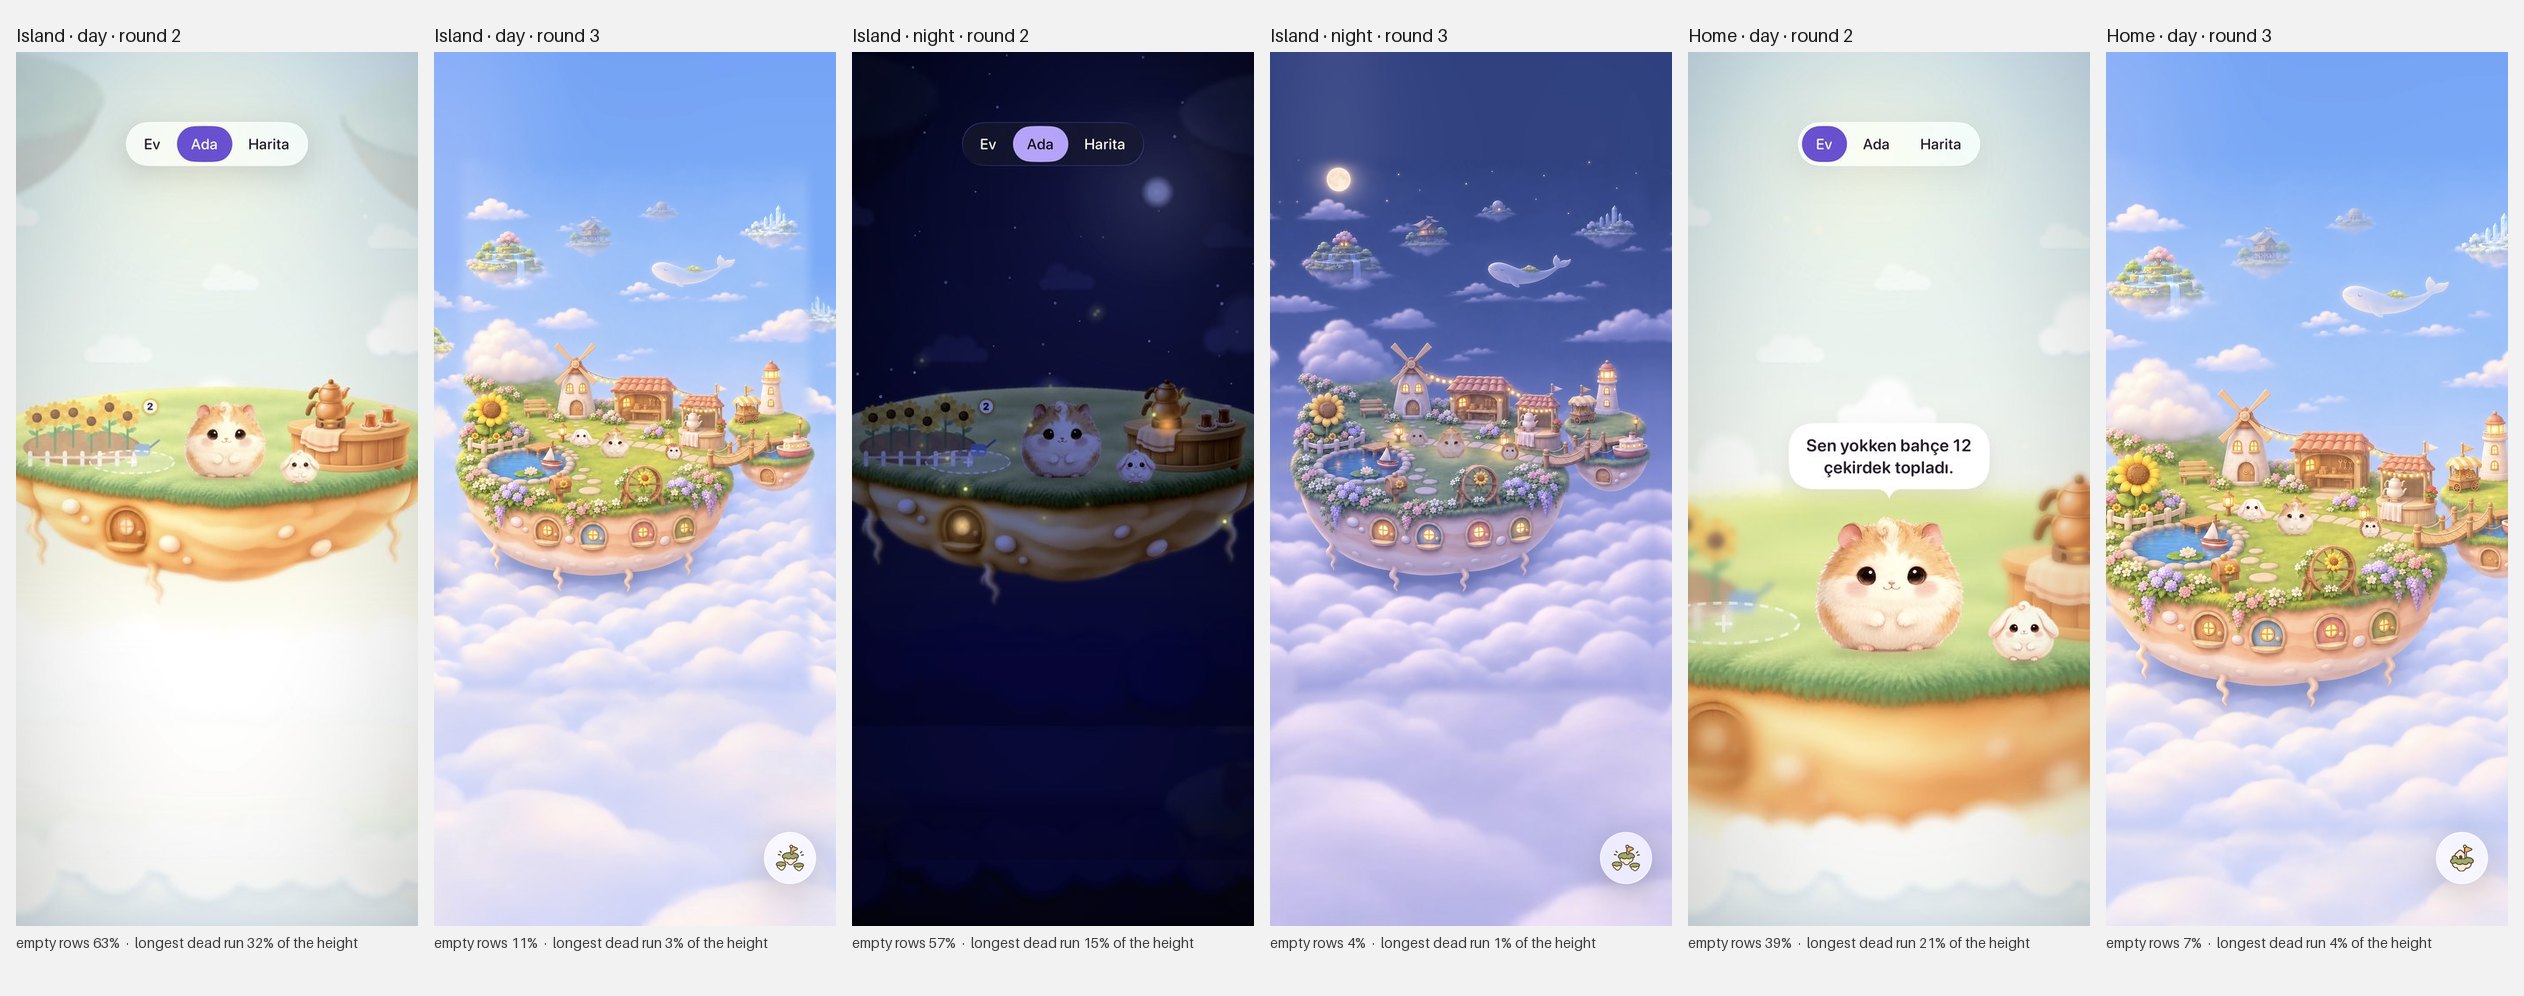 Island · day · round 2
Ev Ada Harita
2
empty rows 63% · longest dead run 32% of the height
Island · day · round 3
empty rows 11% · longest dead run 3% of the height
Island · night · round 2
Ev Ada Harita
2
empty rows 57% · longest dead run 15% of the height
Island · night · round 3
empty rows 4% · longest dead run 1% of the height
Home · day · round 2
Ev Ada Harita
Sen yokken bahçe 12
çekirdek topladı.
empty rows 39% · longest dead run 21% of the height
Home · day · round 3
empty rows 7% · longest dead run 4% of the height